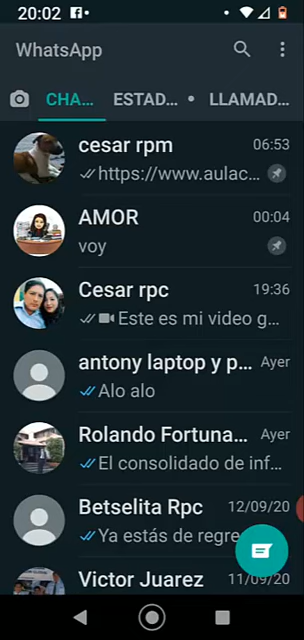 20:02
WhatsApp
CHA... ESTAD... • LLAMAD...
cesar rpm 06:53
https://www.aulac...
AMOR 00:04
voy
Cesar rpc 19:36
Este es mi video g...
antony laptop y p... Ayer
Alo alo
Rolando Fortuna... Ayer
El consolidado de inf...
Betselita Rpc 12/09/20
Ya estás de regre
Victor Juarez 11/09/20